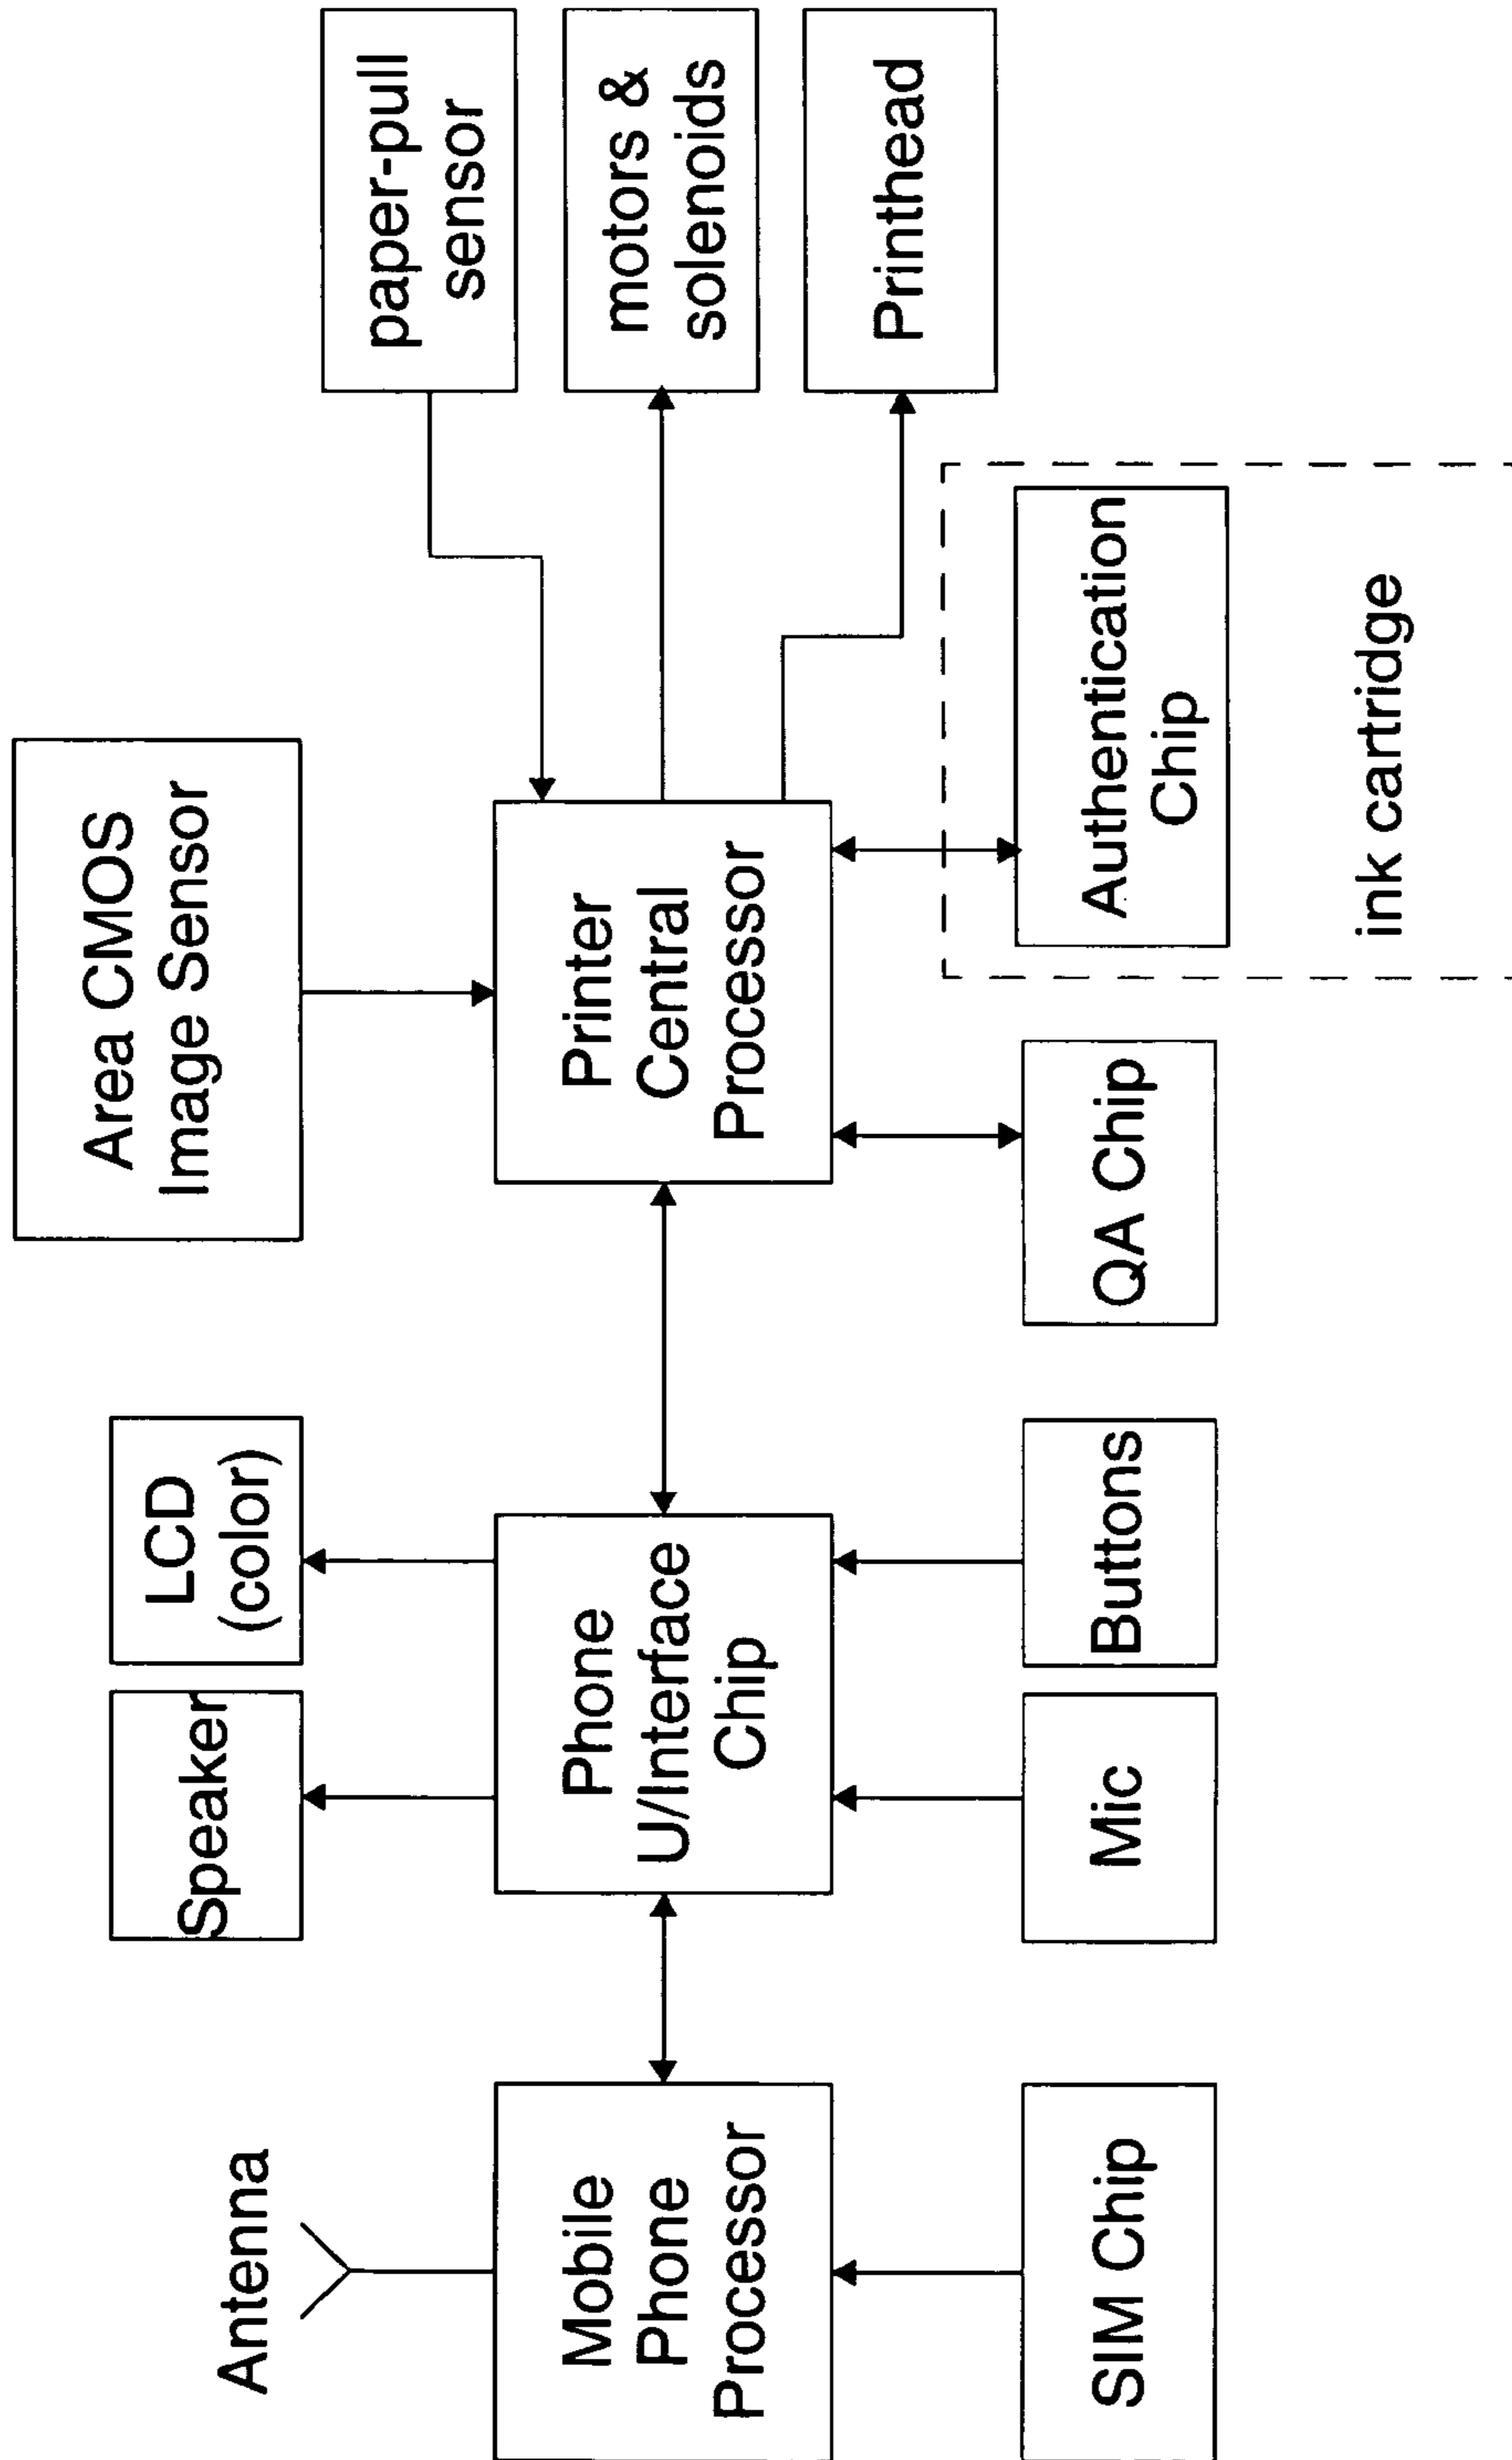 Antenna
Mobile
Phone
Processor
SIM Chip
Speaker
LCD
(color)
Phone
U/Interface
Chip
Mic
Buttons
Area CMOS
Image Sensor
Printer
Central
Processor
QA Chip
Authentication
Chip
ink cartridge
paper-pull
sensor
motors &
solenoids
Printhead